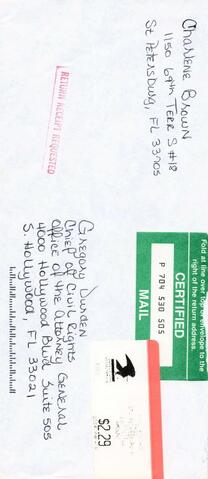 Charlene Brown
1150 69th Terr S #18
St Petersburg, FL 33705
RETURN RECEIPT REQUESTED
Fold at line over top of envelope to the
right of the return address.
CERTIFIED
P 704 530 505
MAIL
$2.29
Gregory Durden
Chief of Civil Rights
Office of the Attorney General
4000 Hollywood Blvd Suite 505
S. Hollywood, FL 33021